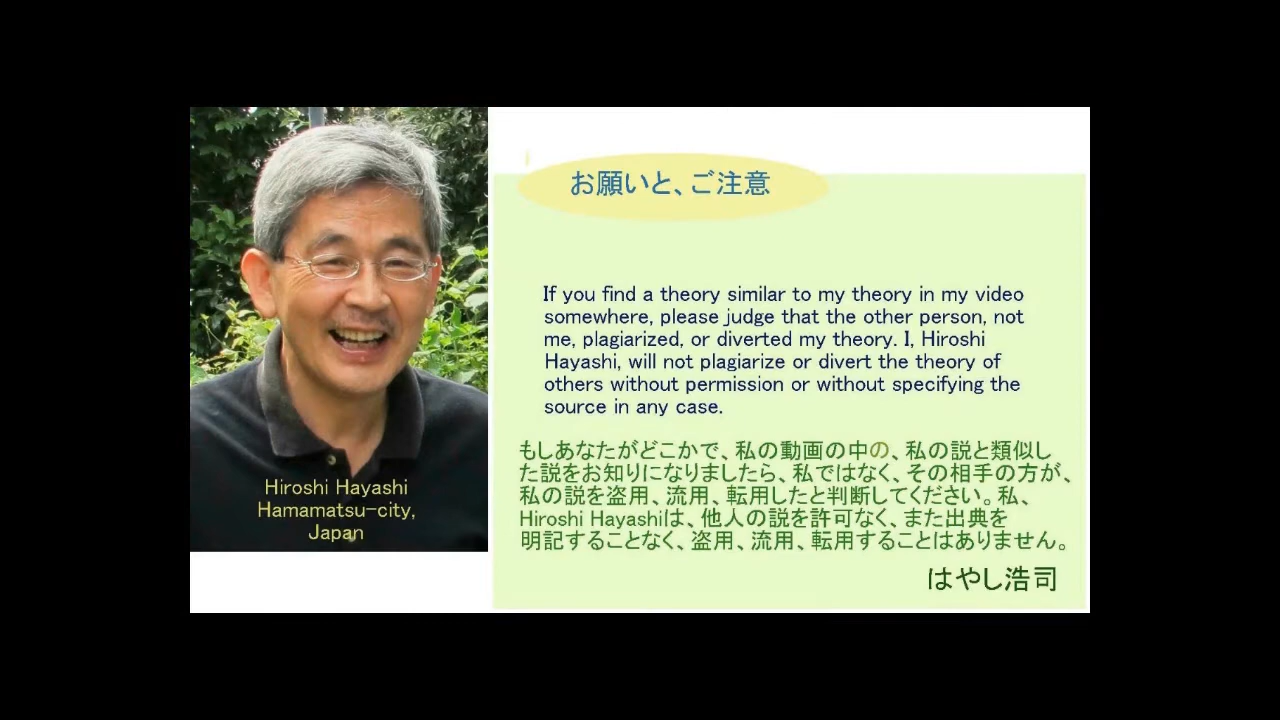 お願いと、ご注意
If you find a theory similar to my theory in my video
somewhere, please judge that the other person, not
me, plagiarized, or diverted my theory. I, Hiroshi
Hayashi, will not plagiarize or divert the theory of
others without permission or without specifying the
source in any case.
もしあなたがどこかで、私の動画の中の、私の説と類似し
た説をお知りになりましたら、私ではなく、その相手の方が、
私の説を盗用、流用、転用したと判断してください。私、
Hiroshi Hayashiは、他人の説を許可なく、また出典を
明記することなく、盗用、流用、転用することはありません。
はやし浩司
Hiroshi Hayashi
Hamamatsu-city,
Japan